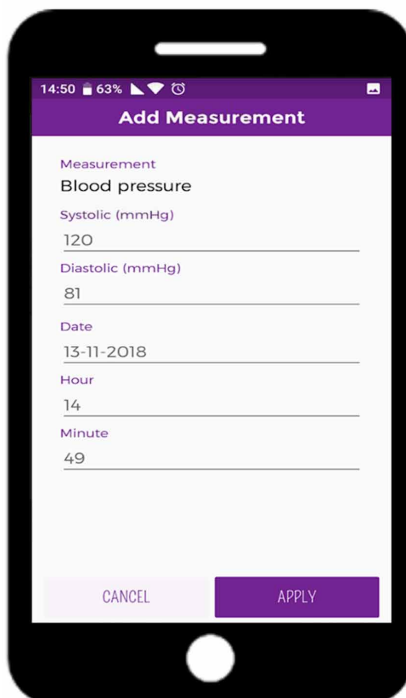 14:50 63%
Add Measurement
Measurement
Blood pressure
Systolic (mmHg)
120
Diastolic (mmHg)
81
Date
13-11-2018
Hour
14
Minute
49
CANCEL APPLY